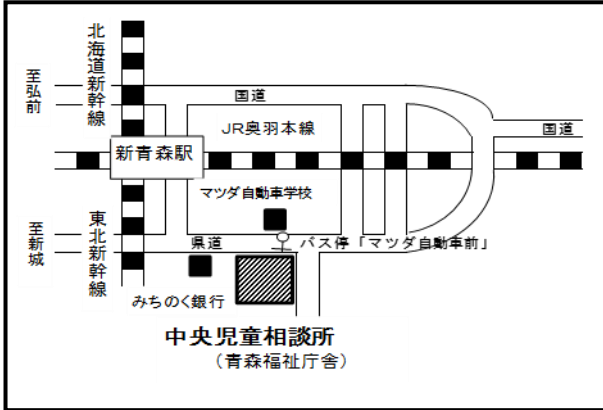 北海道新幹線
至弘前
国道
国道
JR奥羽本線
新青森駅
マツダ自動車学校
至新城
東北新幹線
県道
バス停「マツダ自動車前」
みちのく銀行
中央児童相談所
(青森福祉庁舎)